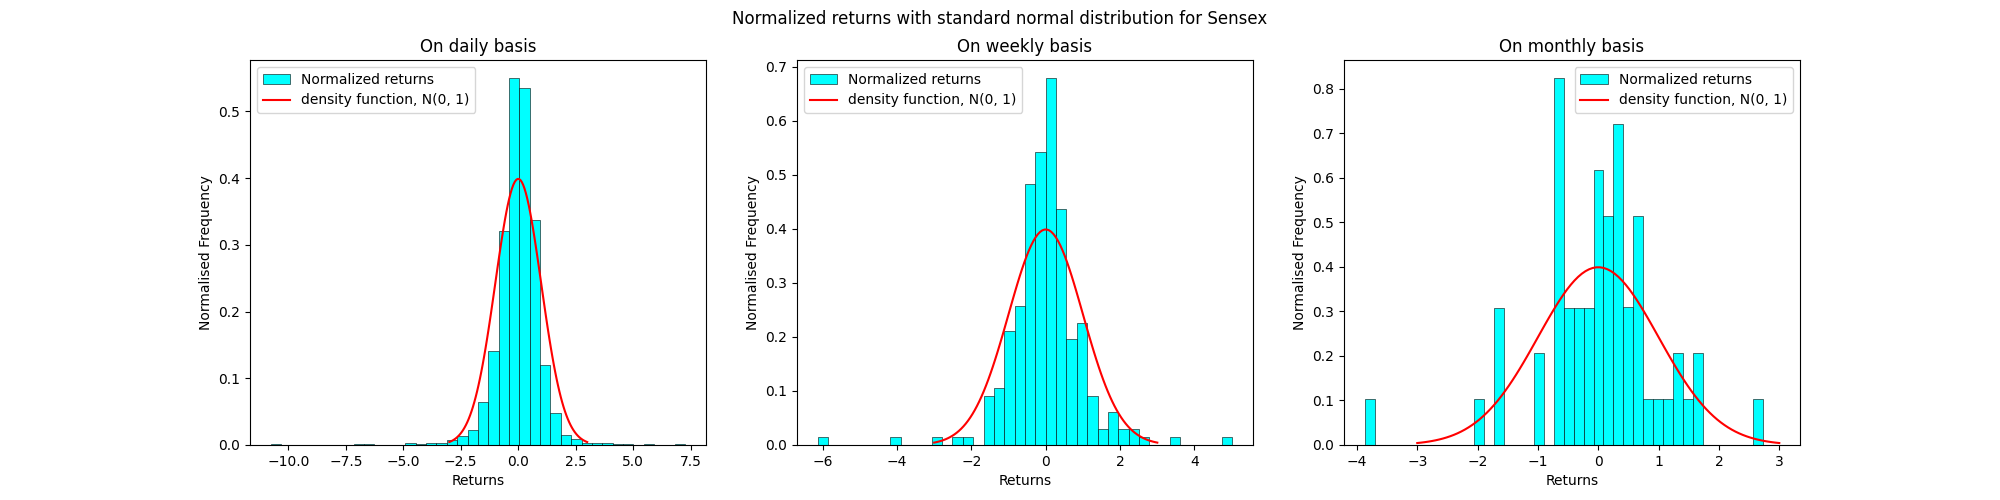 Normalized returns with standard normal distribution for Sensex
On daily basis
Normalized returns
density function, N(0, 1)
Normalised Frequency
0.5
0.4
0.3
0.2
0.1
0.0
−10.0 −7.5 −5.0 −2.5 0.0 2.5 5.0 7.5
Returns
On weekly basis
Normalized returns
density function, N(0, 1)
Normalised Frequency
0.7
0.6
0.5
0.4
0.3
0.2
0.1
0.0
−6 −4 −2 0 2 4
Returns
On monthly basis
Normalized returns
density function, N(0, 1)
Normalised Frequency
0.8
0.7
0.6
0.5
0.4
0.3
0.2
0.1
0.0
−4 −3 −2 −1 0 1 2 3
Returns